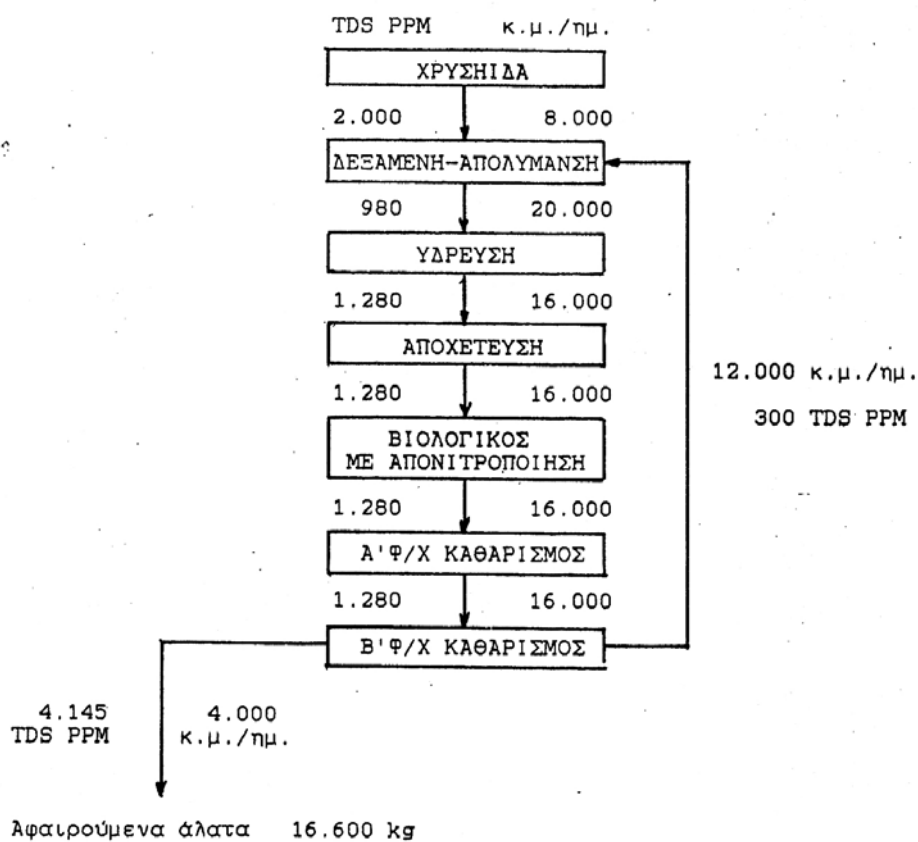 TDS PPM κ.μ./ημ.
ΧΡΥΣΗΙΔΑ
2.000 8.000
ΔΕΞΑΜΕΝΗ-ΑΠΟΛΥΜΑΝΣΗ
980 20.000
ΥΔΡΕΥΣΗ
1.280 16.000
ΑΠΟΧΕΤΕΥΣΗ
1.280 16.000
12.000 κ.μ./ημ.
300 TDS PPM
ΒΙΟΛΟΓΙΚΟΣ
ΜΕ ΑΠΟΝΙΤΡΟΠΟΙΗΣΗ
1.280 16.000
Α'Φ/Χ ΚΑΘΑΡΙΣΜΟΣ
1.280 16.000
Β'Φ/Χ ΚΑΘΑΡΙΣΜΟΣ
4.145 4.000
TDS PPM κ.μ./ημ.
Αφαιρούμενα άλατα 16.600 kg